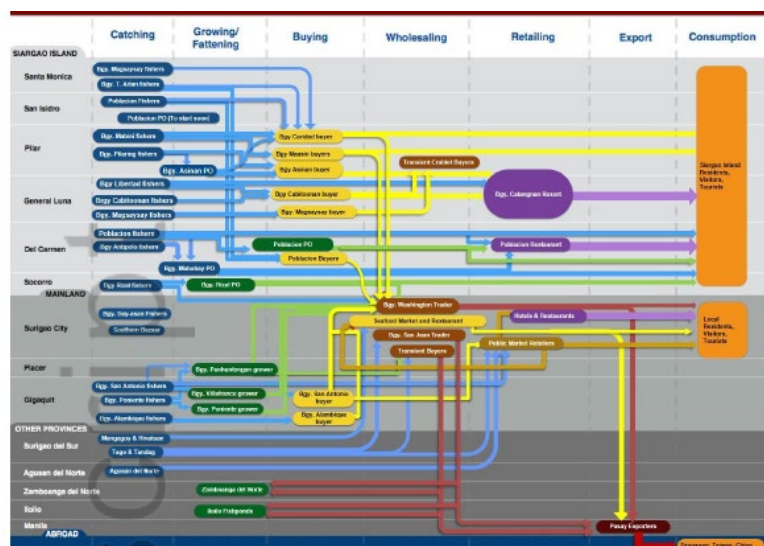 Catching
Growing/
Fattening
Buying
Wholesaling
Retailing
Export
Consumption
SIARGAO ISLAND
Santa Monica
Bgy. Magsaysay fishers
Bgy. T. Arlan fishers
San Isidro
Poblacion Fishers
Poblacion PO (To start soon)
Pilar
Bgy. Mabini fishers
Bgy. Pilaring fishers
Bgy. Asinan PO
Bgy Caridad buyer
Bgy Maasin buyers
Bgy Asinan buyer
Transient Crablet Buyers
Siargao Island
Residents,
Visitors,
Tourists
General Luna
Bgy Libertad fishers
Brgy Cabitoonan fishers
Bgy. Magsaysay fishers
Bgy Cabitoonan buyer
Bgy. Magsaysay buyer
Bgy. Catangnan Resort
Del Carmen
Poblacion fishers
Bgy Antipolo fishers
Bgy. Mahabay PO
Poblacion PO
Poblacion Buyers
Poblacion Restaurant
Socorro
Bgy Rizal fishers
Bgy. Rizal PO
MAINLAND
Surigao City
Bgy. Day-asan Fishers
Southern Bazaar
Bgy. Washington Trader
Seafood Market and Restaurant
Bgy. San Juan Trader
Transient Buyers
Hotels & Restaurants
Public Market Retailers
Local
Residents,
Visitors,
Tourists
Placer
Bgy. Panhutongan grower
Gigaquit
Bgy. San Antonio fishers
Bgy. Poniente fishers
Bgy. Alambique fishers
Bgy. Villafranca grower
Bgy. Poniente grower
Bgy. San Antonio
buyer
Bgy. Alambique
buyer
OTHER PROVINCES
Surigao del Sur
Mangagoy & Hinatuan
Tago & Tandag
Agusan del Norte
Agusan del Norte
Zamboanga del Norte
Zamboanga del Norte
Iloilo
Iloilo Fishponds
Manila
Pasay Exporters
ABROAD